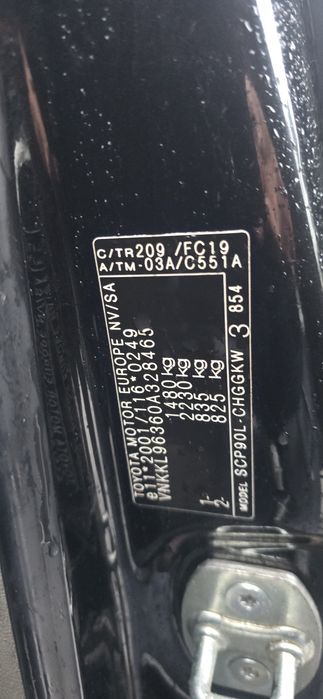 C/TR209 /FC19
A/TM-03A/C551A
TOYOTA MOTOR EUROPE NV/SA
e11*2001/116*0249
VNKKL96360A328465
1480 kg
2230 kg
1- 835 kg
2- 825 kg
MODEL SCP90L-CHGGKW 3 854